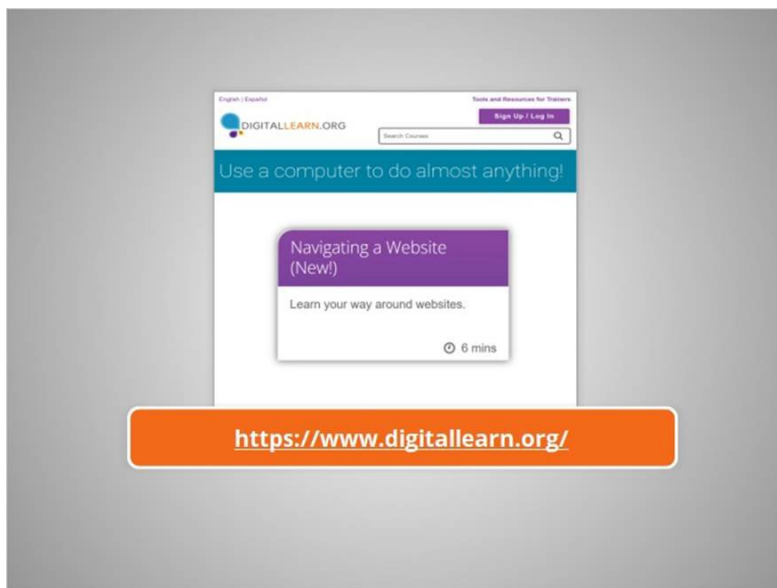 English | Español
Tools and Resources for Trainers
DIGITALLEARN.ORG
Sign Up / Log In
Search Courses
Use a computer to do almost anything!
Navigating a Website
(New!)
Learn your way around websites.
6 mins
https://www.digitallearn.org/